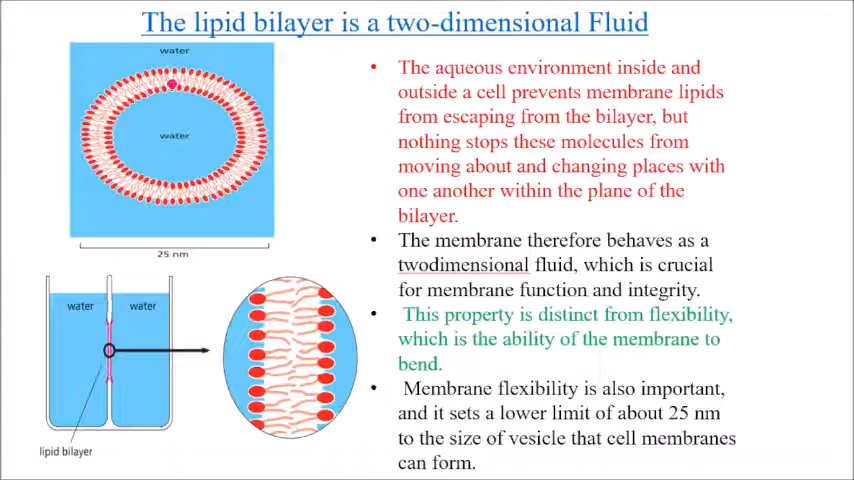 The lipid bilayer is a two-dimensional Fluid
water
water
25 nm
water
water
lipid bilayer
• The aqueous environment inside and
outside a cell prevents membrane lipids
from escaping from the bilayer, but
nothing stops these molecules from
moving about and changing places with
one another within the plane of the
bilayer.
• The membrane therefore behaves as a
twodimensional fluid, which is crucial
for membrane function and integrity.
• This property is distinct from flexibility,
which is the ability of the membrane to
bend.
• Membrane flexibility is also important,
and it sets a lower limit of about 25 nm
to the size of vesicle that cell membranes
can form.